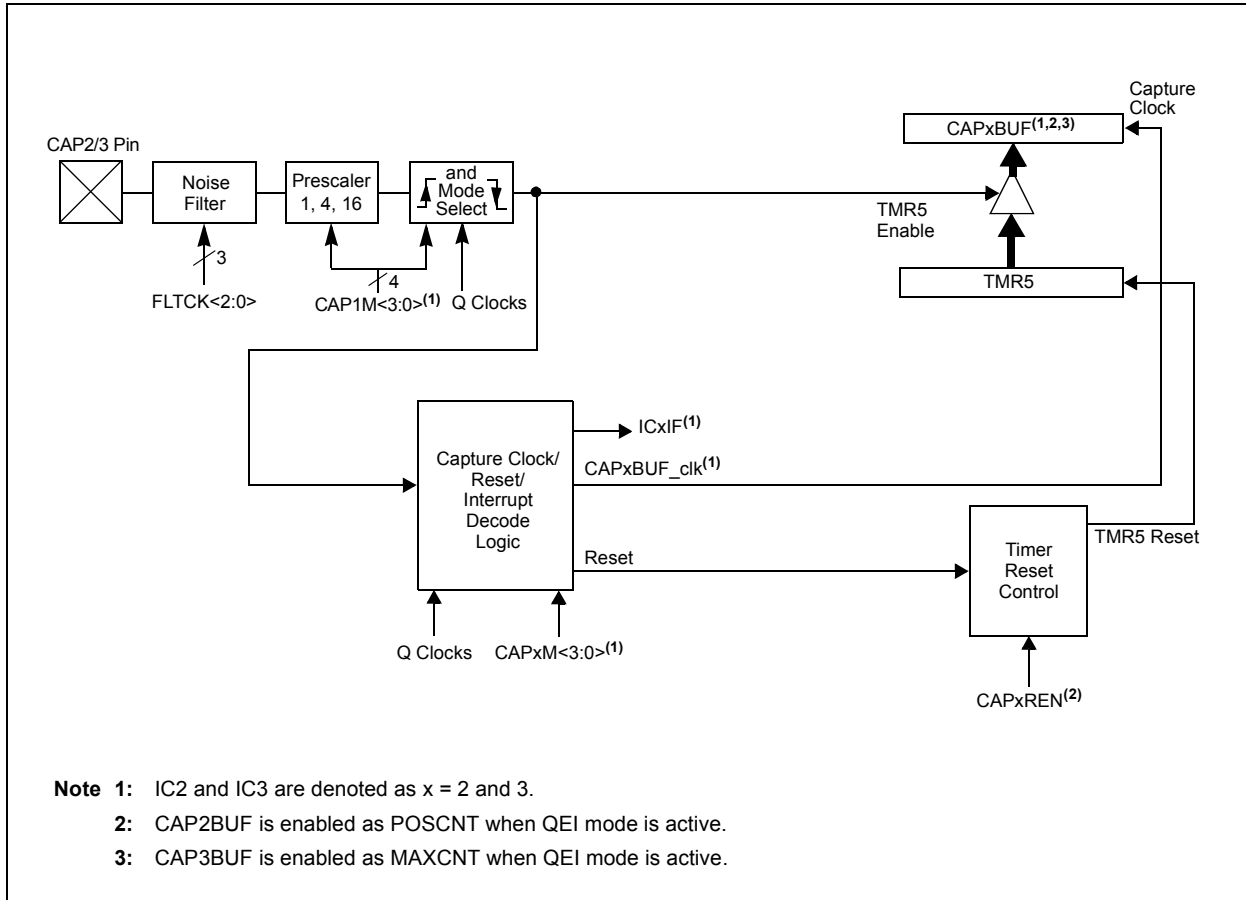 Capture
Clock
CAPxBUF(1,2,3)
CAP2/3 Pin
Noise
Filter
Prescaler
1, 4, 16
and
Mode
Select
TMR5
Enable
TMR5
3
4
FLTCK<2:0>
CAP1M<3:0>(1)
Q Clocks
Capture Clock/
Reset/
Interrupt
Decode
Logic
ICxIF(1)
CAPxBUF_clk(1)
Reset
Timer
Reset
Control
TMR5 Reset
Q Clocks
CAPxM<3:0>(1)
CAPxREN(2)
Note 1: IC2 and IC3 are denoted as x = 2 and 3.
2: CAP2BUF is enabled as POSCNT when QEI mode is active.
3: CAP3BUF is enabled as MAXCNT when QEI mode is active.